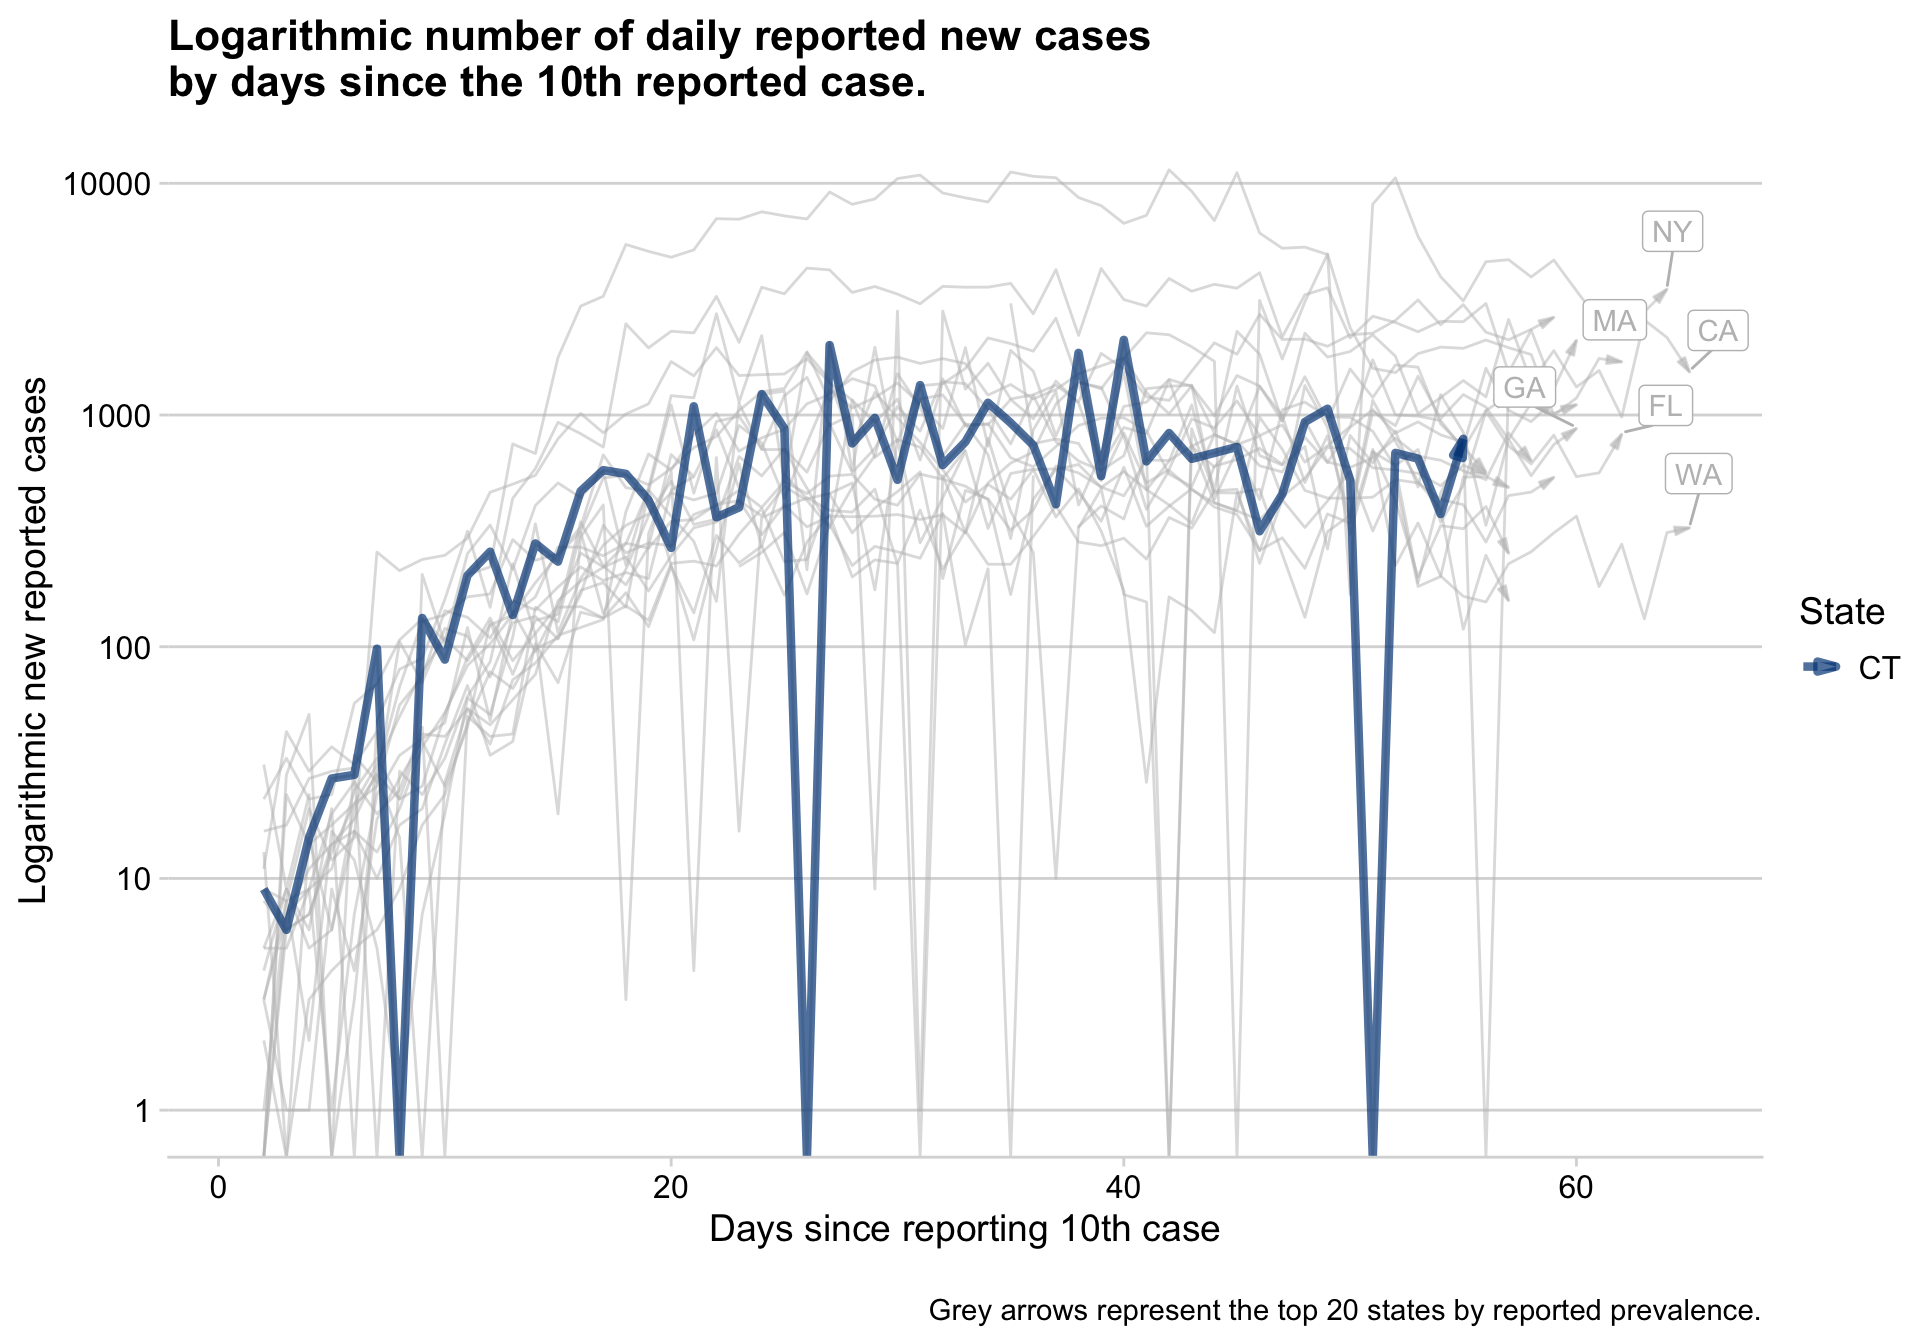 Logarithmic number of daily reported new cases
by days since the 10th reported case.
Logarithmic new reported cases
10000
1000
100
10
1
NY
MA
CA
GA
FL
WA
State
CT
0
20
40
60
Days since reporting 10th case
Grey arrows represent the top 20 states by reported prevalence.